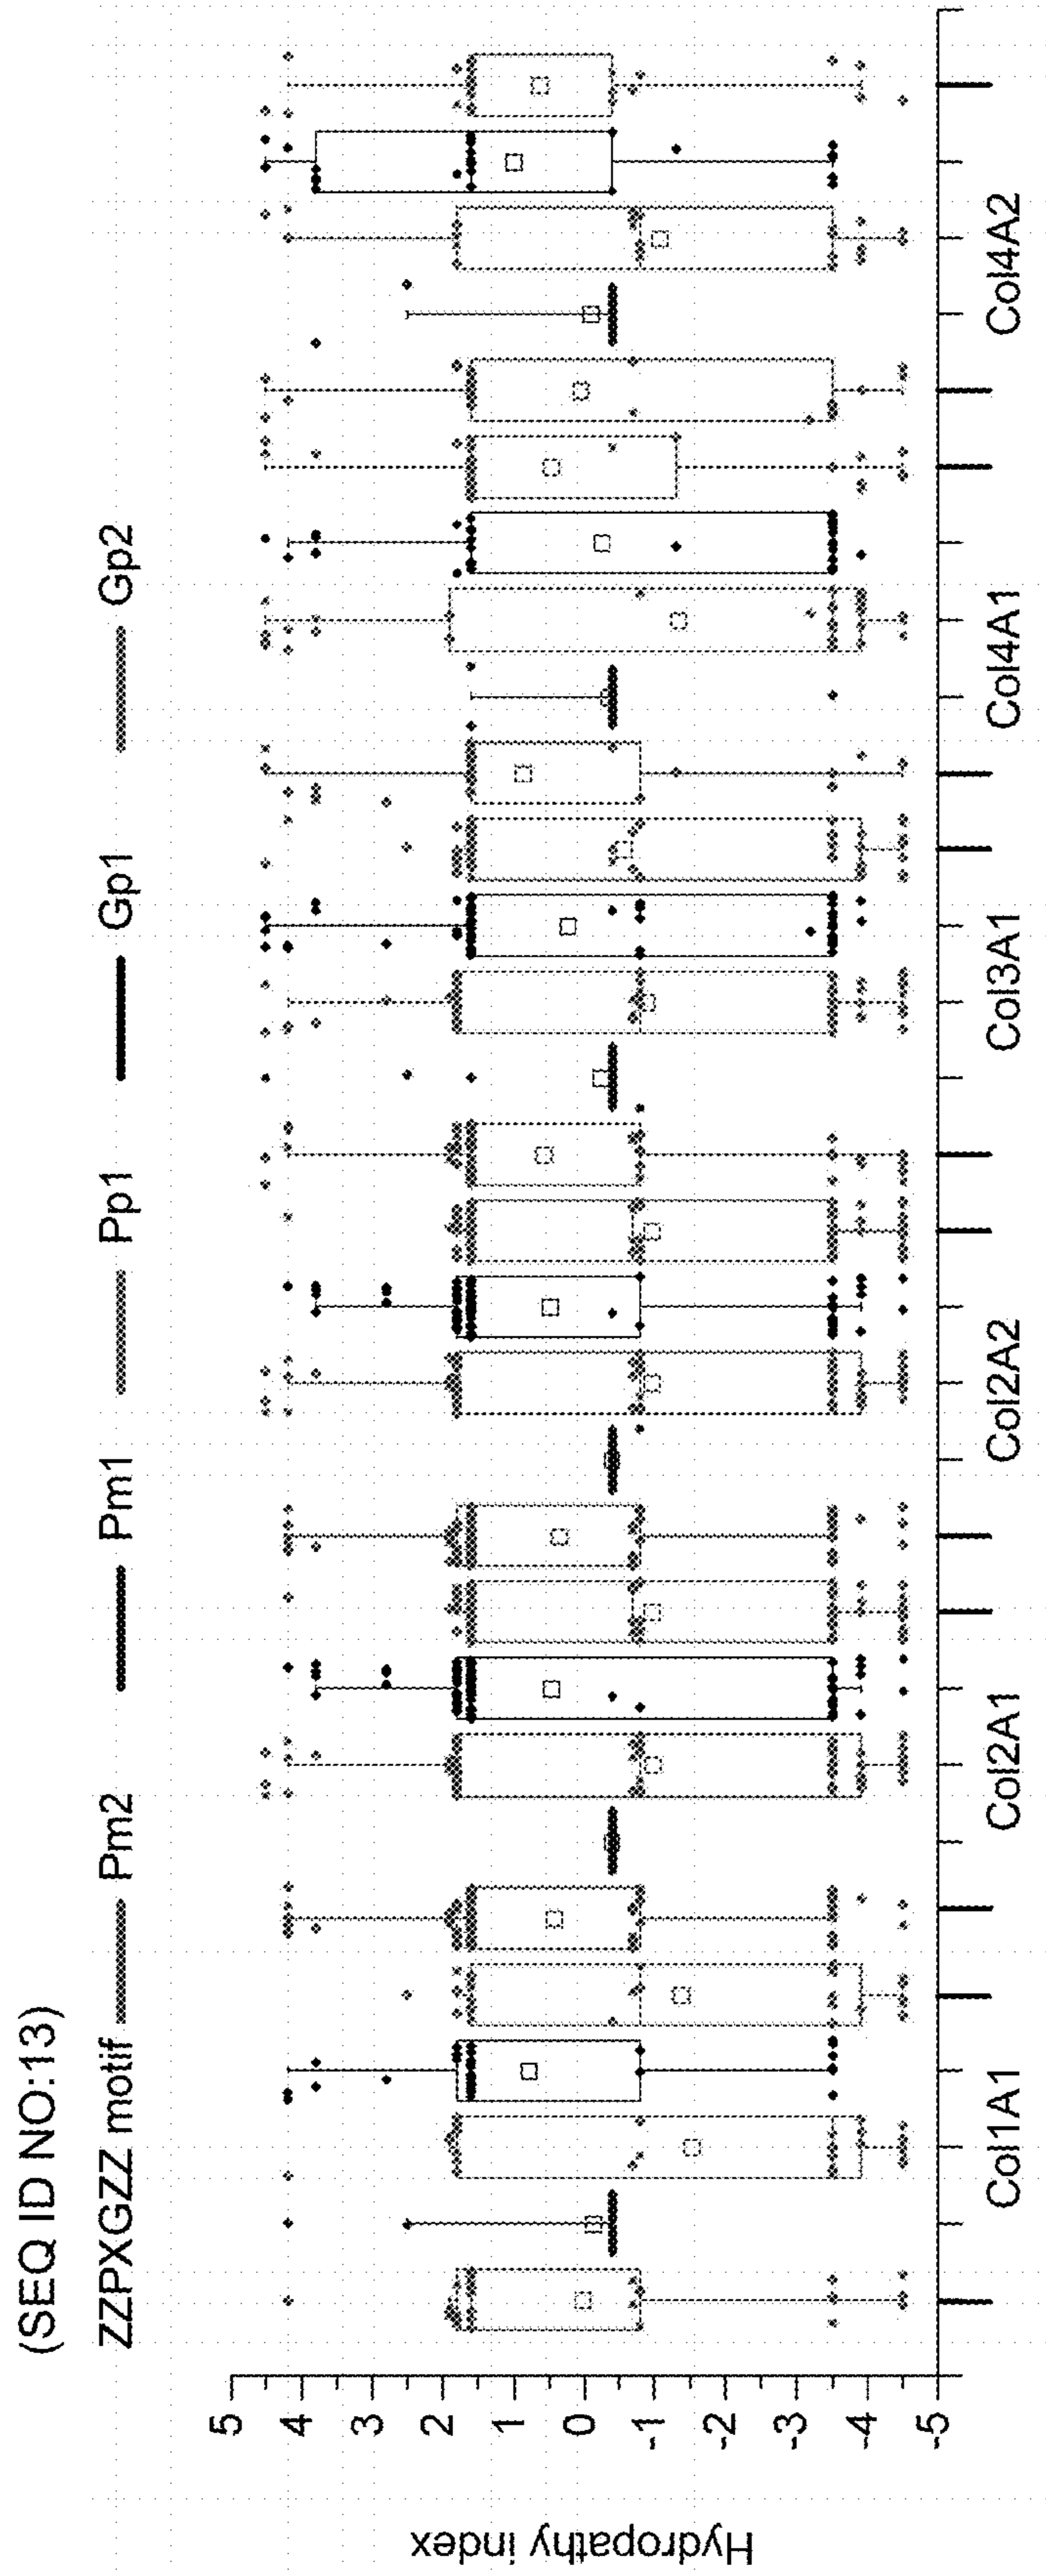 (SEQ ID NO:13)
ZZPXGZZ motif Pm2 Pm1 Pp1 Gp1 Gp2
Hydropathy index
5
4
3
2
1
0
-1
-2
-3
-4
-5
Col1A1 Col2A1 Col2A2 Col3A1 Col4A1 Col4A2